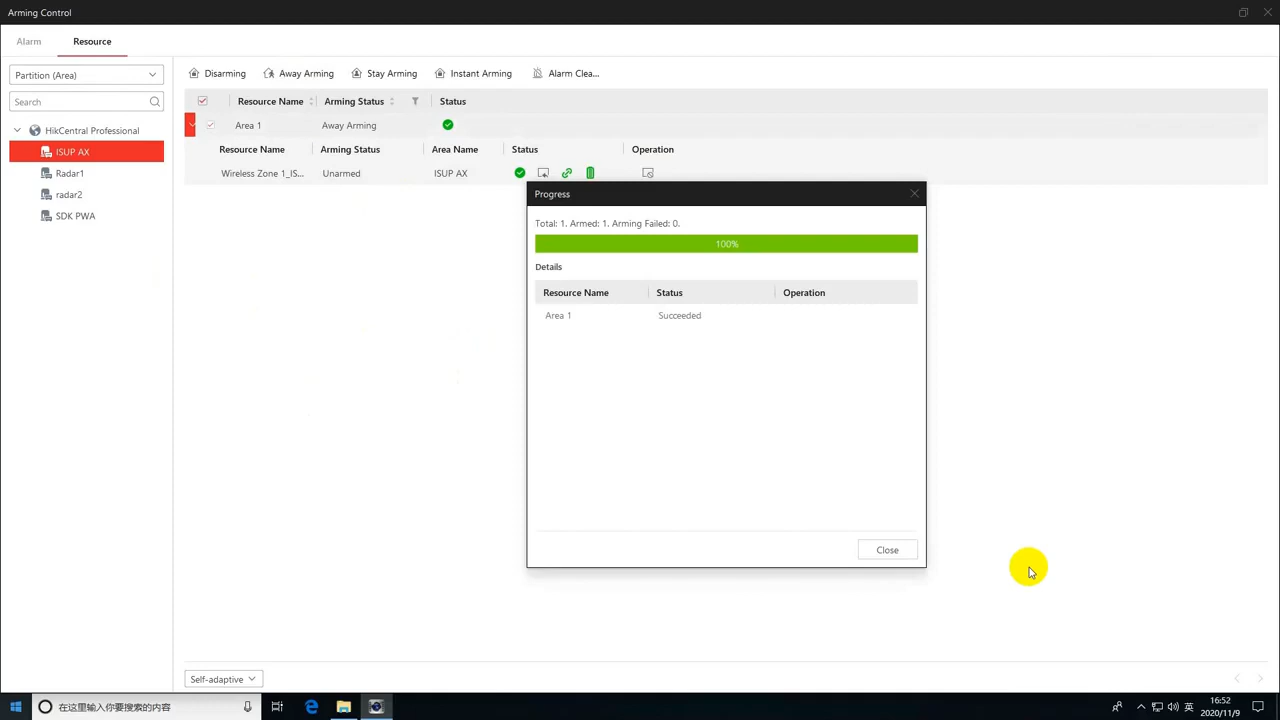 Arming Control
Alarm Resource
Partition (Area)
Search
HikCentral Professional
ISUP AX
Radar1
radar2
SDK PWA
Disarming Away Arming Stay Arming Instant Arming Alarm Clea...
Resource Name Arming Status Status
Area 1 Away Arming
Resource Name Arming Status Area Name Status Operation
Wireless Zone 1_IS... Unarmed ISUP AX
Progress
Total: 1. Armed: 1. Arming Failed: 0.
100%
Details
Resource Name Status Operation
Area 1 Succeeded
Close
Self-adaptive
在这里输入你要搜索的内容
英
16:52
2020/11/9